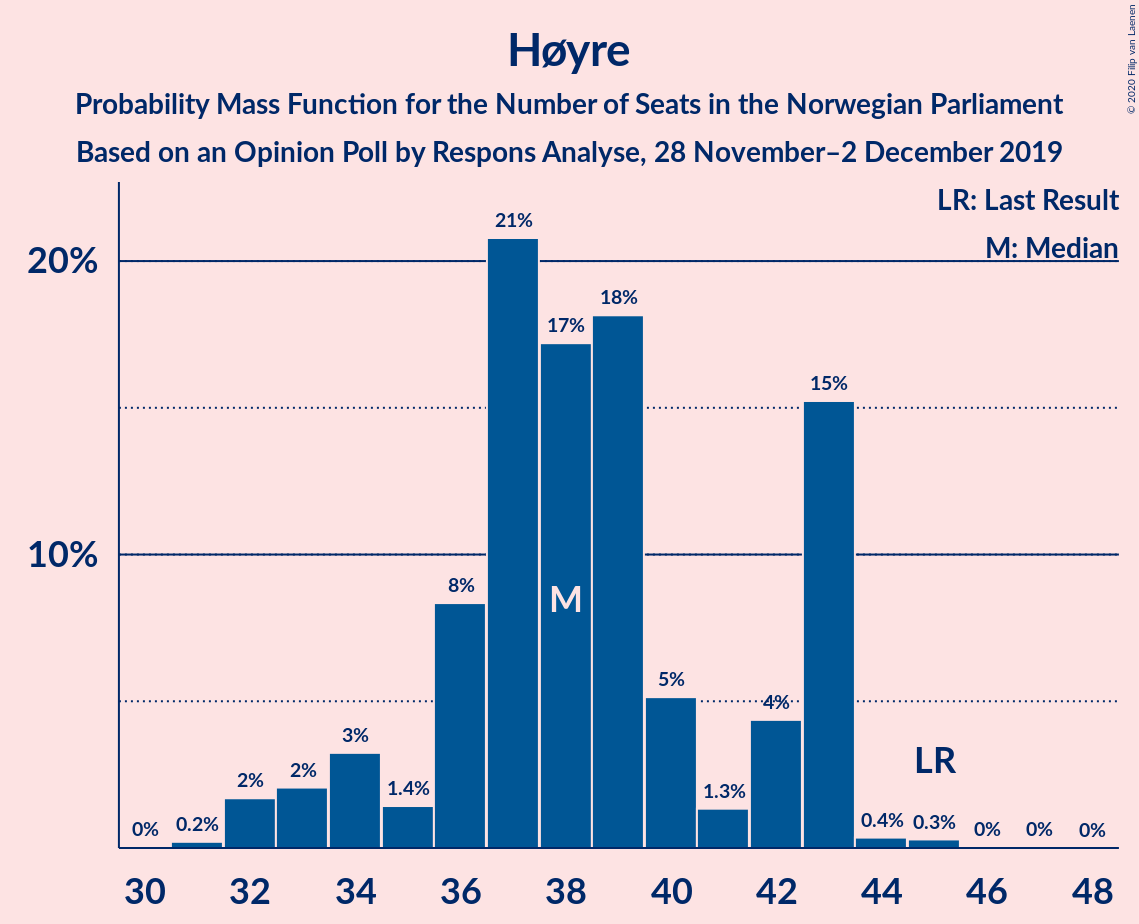 Høyre
Probability Mass Function for the Number of Seats in the Norwegian Parliament
Based on an Opinion Poll by Respons Analyse, 28 November–2 December 2019
© 2020 Filip van Laenen
LR: Last Result
M: Median
20%
10%
0%
0.2%
2%
2%
3%
1.4%
8%
21%
17%
18%
5%
1.3%
4%
15%
0.4%
0.3%
0%
0%
0%
M
LR
30 32 34 36 38 40 42 44 46 48